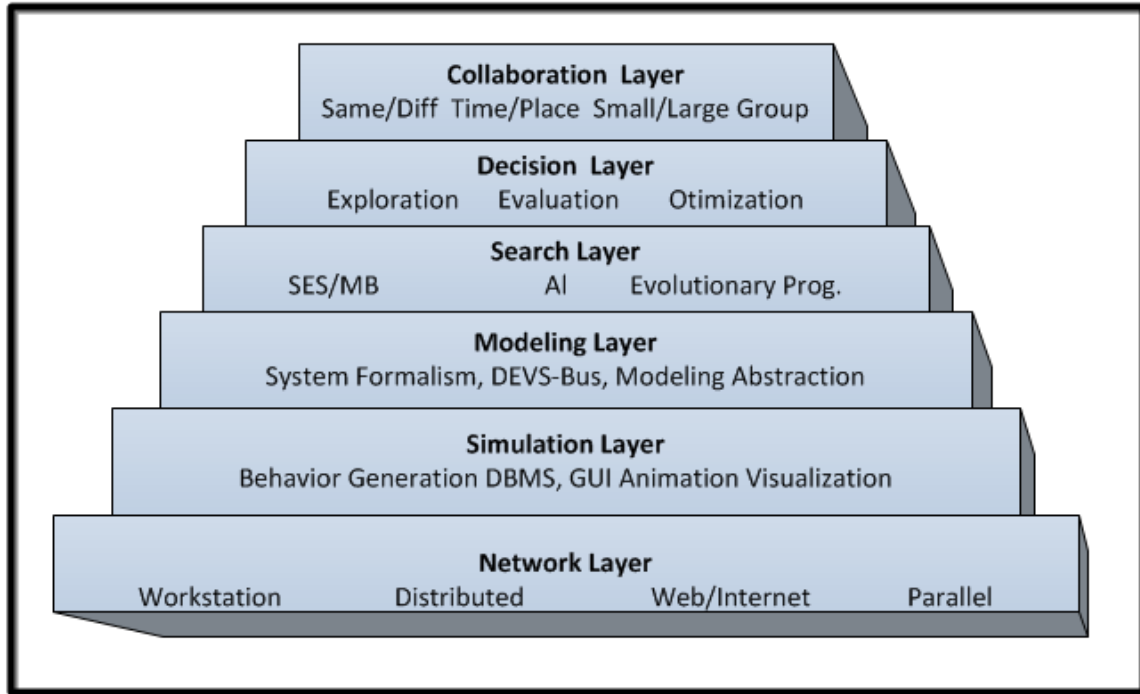 Collaboration Layer
Same/Diff Time/Place Small/Large Group
Decision Layer
Exploration Evaluation Otimization
Search Layer
SES/MB AI Evolutionary Prog.
Modeling Layer
System Formalism, DEVS-Bus, Modeling Abstraction
Simulation Layer
Behavior Generation DBMS, GUI Animation Visualization
Network Layer
Workstation Distributed Web/Internet Parallel